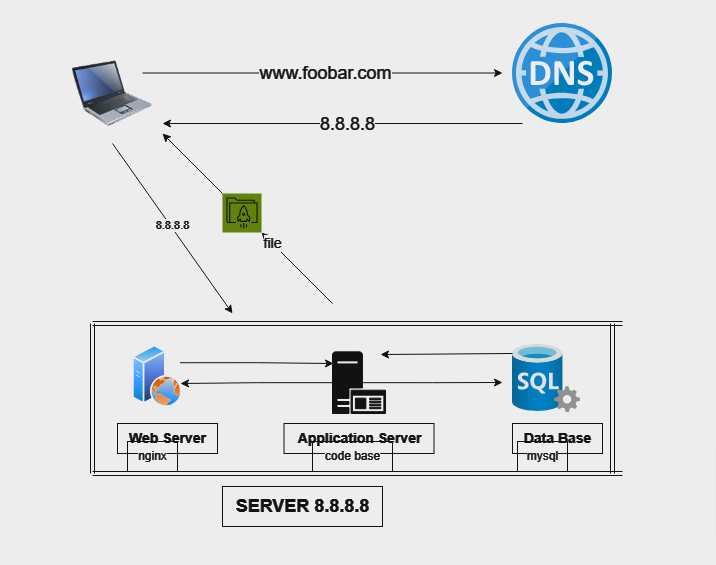 www.foobar.com
DNS
8.8.8.8
8.8.8.8
file
SQL
Web Server
nginx
Application Server
code base
Data Base
mysql
SERVER 8.8.8.8